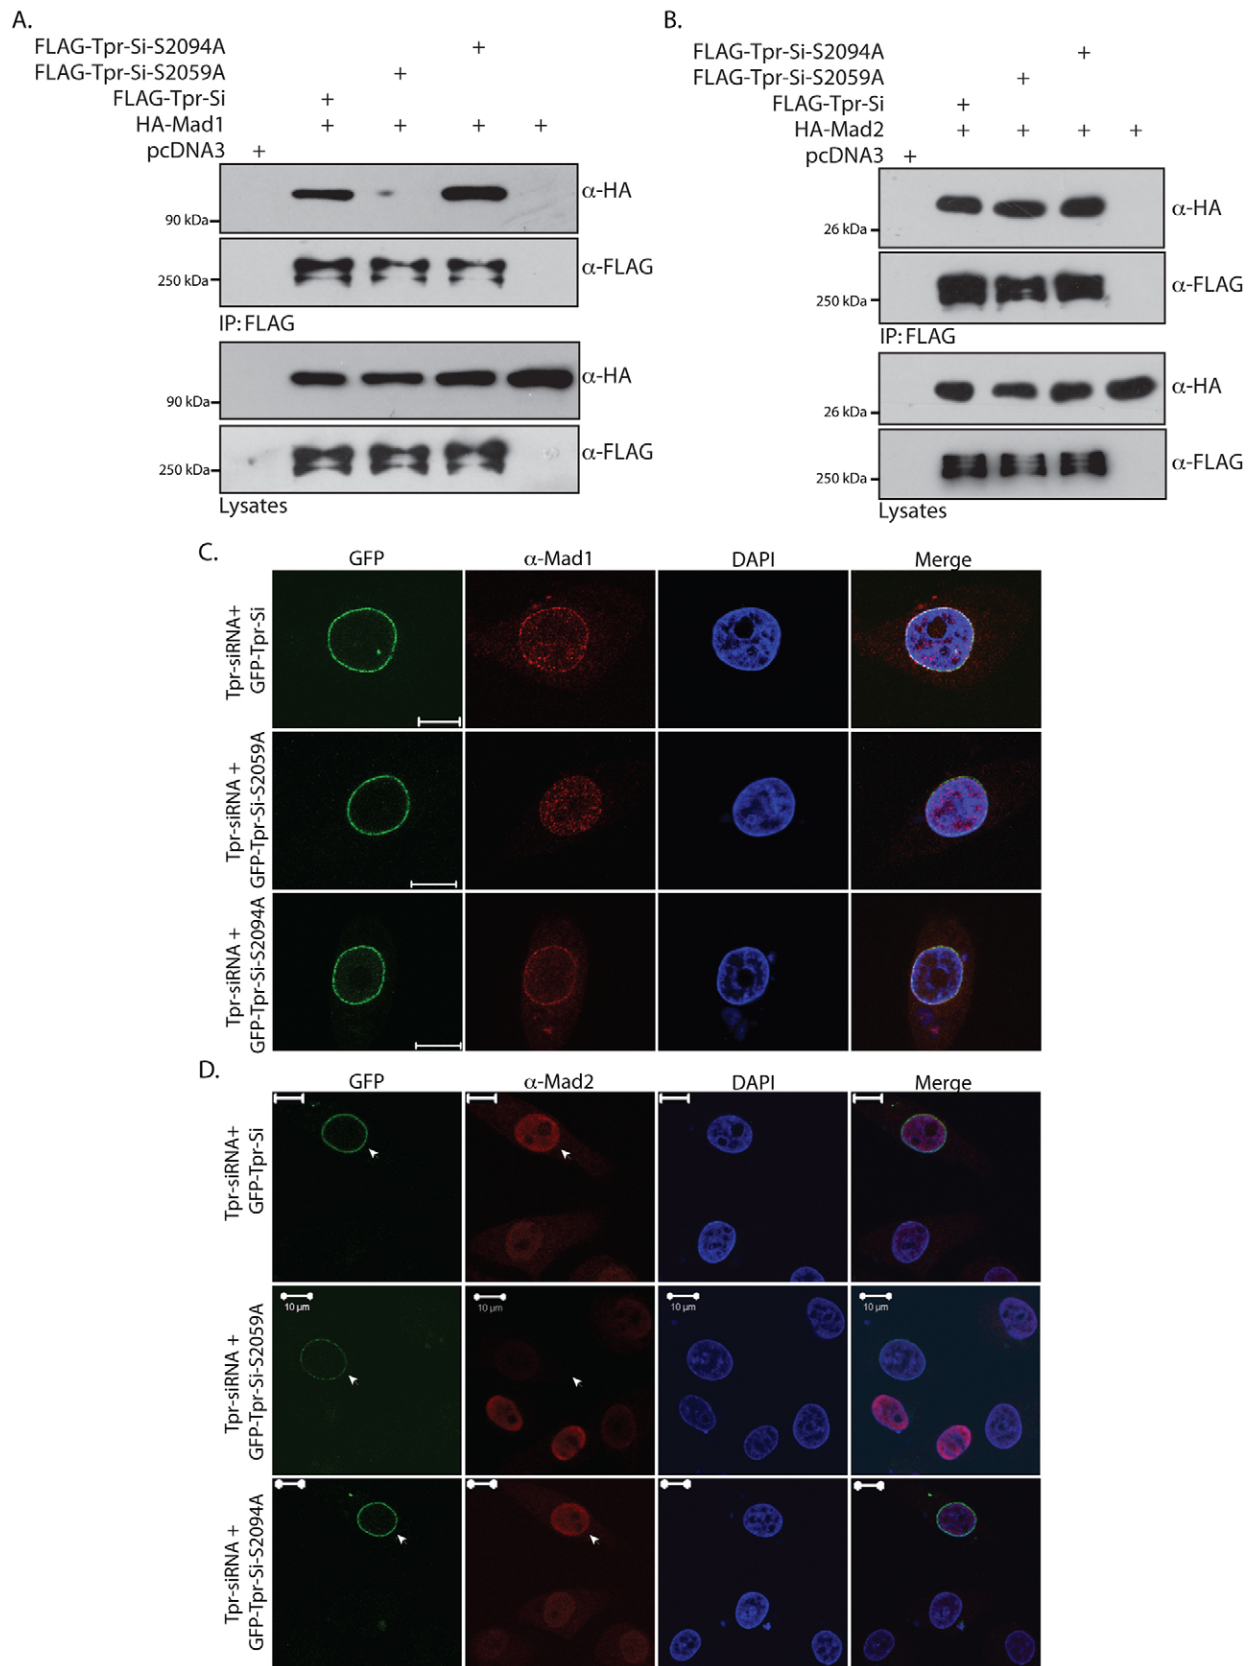 A.
FLAG-Tpr-Si-S2094A +
FLAG-Tpr-Si-S2059A +
FLAG-Tpr-Si +
HA-Mad1 + + + +
pcDNA3 +
α-HA
90 kDa
α-FLAG
250 kDa
IP: FLAG
α-HA
90 kDa
α-FLAG
250 kDa
Lysates
B.
FLAG-Tpr-Si-S2094A +
FLAG-Tpr-Si-S2059A +
FLAG-Tpr-Si +
HA-Mad2 + + + +
pcDNA3 +
α-HA
26 kDa
α-FLAG
250 kDa
IP: FLAG
α-HA
26 kDa
α-FLAG
250 kDa
Lysates
C.
GFP α-Mad1 DAPI Merge
Tpr-siRNA+
GFP-Tpr-Si
Tpr-siRNA +
GFP-Tpr-Si-S2059A
Tpr-siRNA +
GFP-Tpr-Si-S2094A
D.
GFP α-Mad2 DAPI Merge
Tpr-siRNA+
GFP-Tpr-Si
Tpr-siRNA +
GFP-Tpr-Si-S2059A
10 µm 10 µm 10 µm 10 µm
Tpr-siRNA +
GFP-Tpr-Si-S2094A